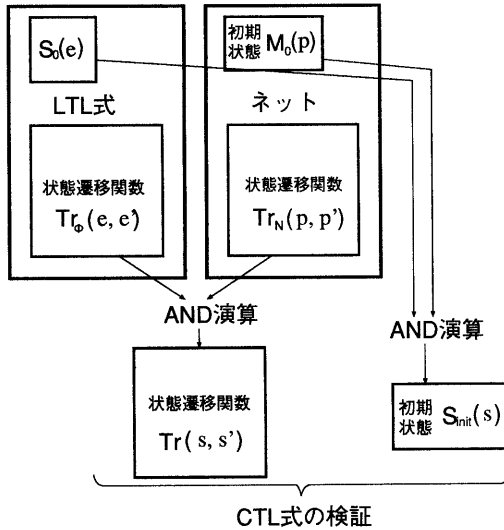 S₀(e)
LTL式
状態遷移関数
Tr_Φ(e, e')
初期
状態 M₀(p)
ネット
状態遷移関数
Tr_N(p, p')
AND演算
AND演算
状態遷移関数
Tr(s, s')
初期
状態 S_init(s)
CTL式の検証